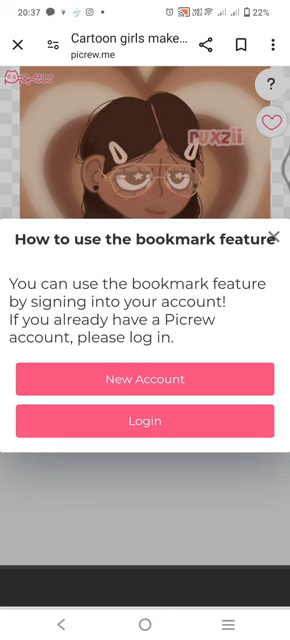 20:37
22%
Cartoon girls make...
picrew.me
Picrew
?
ruxzii
How to use the bookmark feature
You can use the bookmark feature
by signing into your account!
If you already have a Picrew
account, please log in.
New Account
Login